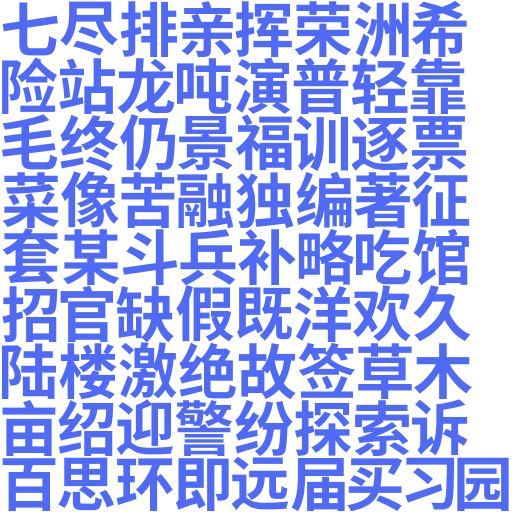 七尽排亲挥荣洲希
险站龙吨演普轻靠
毛终仍景福训逐票
菜像苦融独编著征
套某斗兵补略吃馆
招官缺假既洋欢久
陆楼激绝故签草木
亩绍迎警纷探索诉
百思环即远届买习园